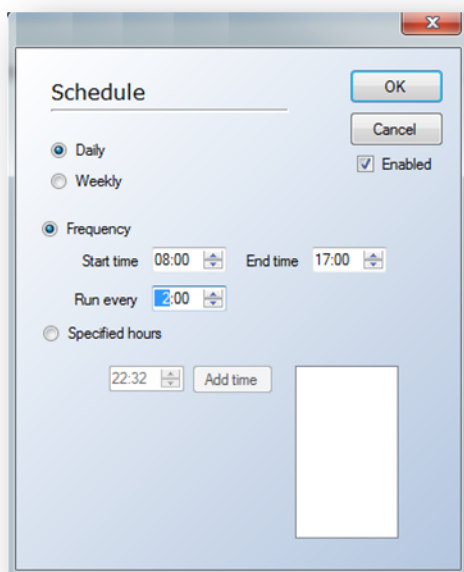 Schedule
OK
Cancel
Enabled
Daily
Weekly
Frequency
Start time 08:00 End time 17:00
Run every 2:00
Specified hours
22:32 Add time